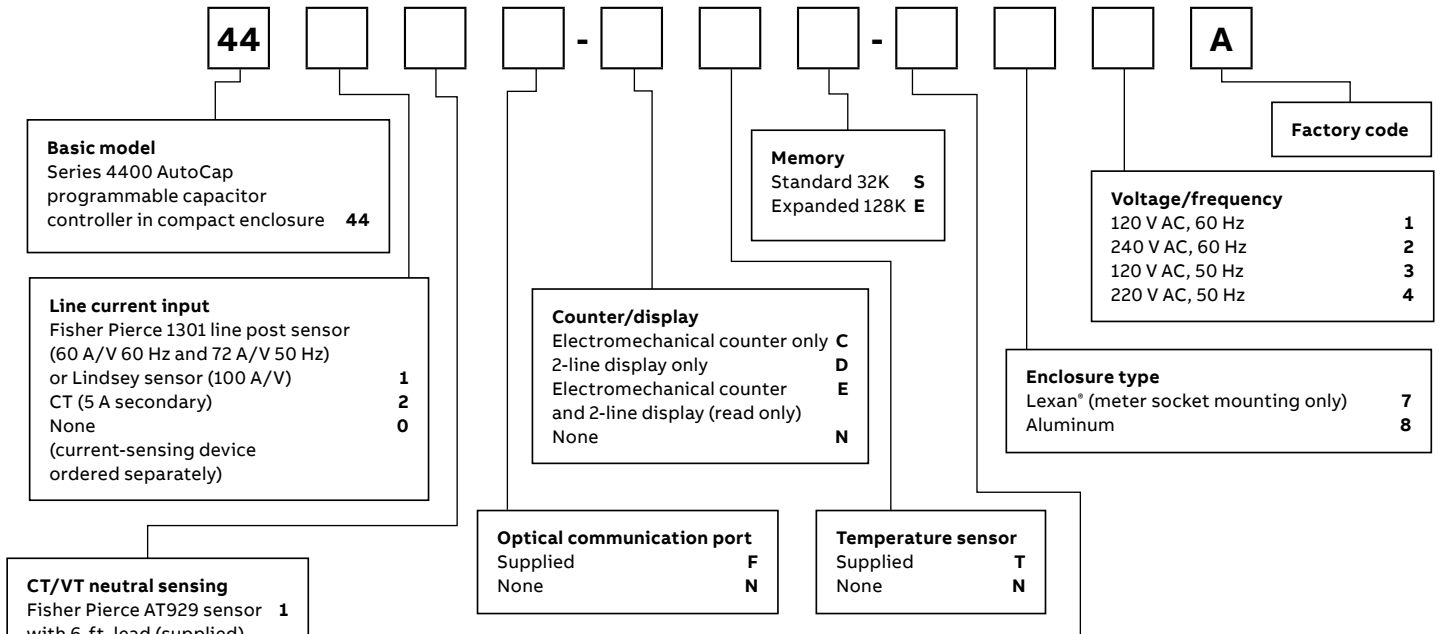 44 - - A
Basic model
Series 4400 AutoCap
programmable capacitor
controller in compact enclosure 44
Line current input
Fisher Pierce 1301 line post sensor
(60 A/V 60 Hz and 72 A/V 50 Hz)
or Lindsey sensor (100 A/V) 1
CT (5 A secondary) 2
None 0
(current-sensing device
ordered separately)
CT/VT neutral sensing
Fisher Pierce AT929 sensor 1
with 6-ft. lead (supplied)
Optical communication port
Supplied F
None N
Counter/display
Electromechanical counter only C
2-line display only D
Electromechanical counter E
and 2-line display (read only)
None N
Temperature sensor
Supplied T
None N
Memory
Standard 32K S
Expanded 128K E
Enclosure type
Lexan® (meter socket mounting only) 7
Aluminum 8
Voltage/frequency
120 V AC, 60 Hz 1
240 V AC, 60 Hz 2
120 V AC, 50 Hz 3
220 V AC, 50 Hz 4
Factory code